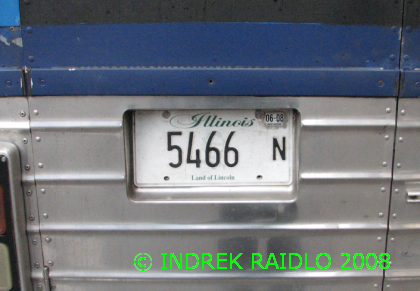 Illinois 06-08
5466 N
Land of Lincoln
© INDREK RAIDLO 2008